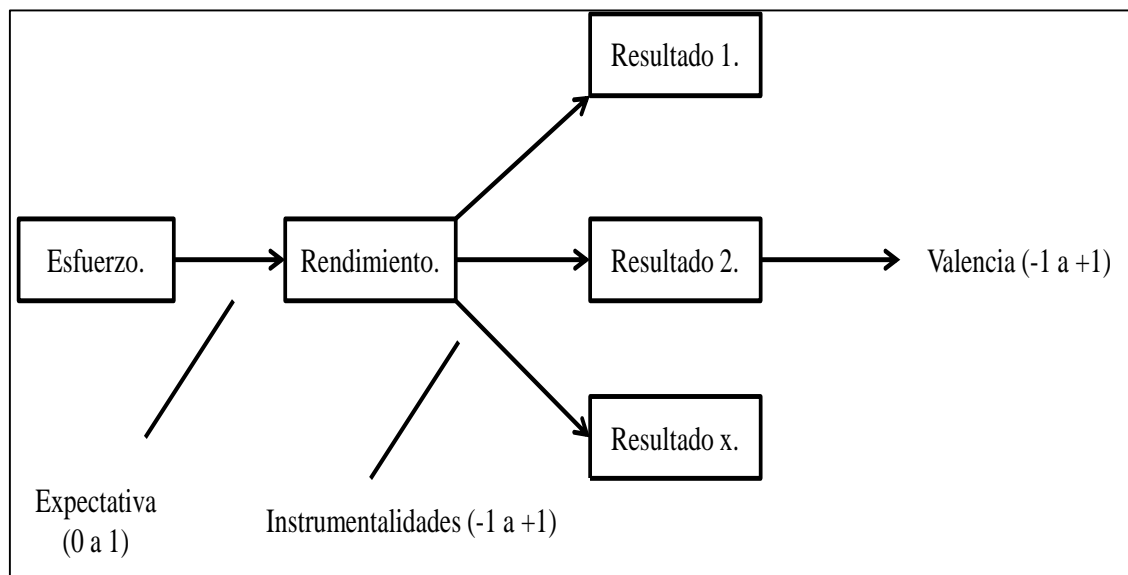 Resultado 1.
Esfuerzo.
Rendimiento.
Resultado 2.
Valencia (-1 a +1)
Resultado x.
Expectativa
(0 a 1)
Instrumentalidades (-1 a +1)